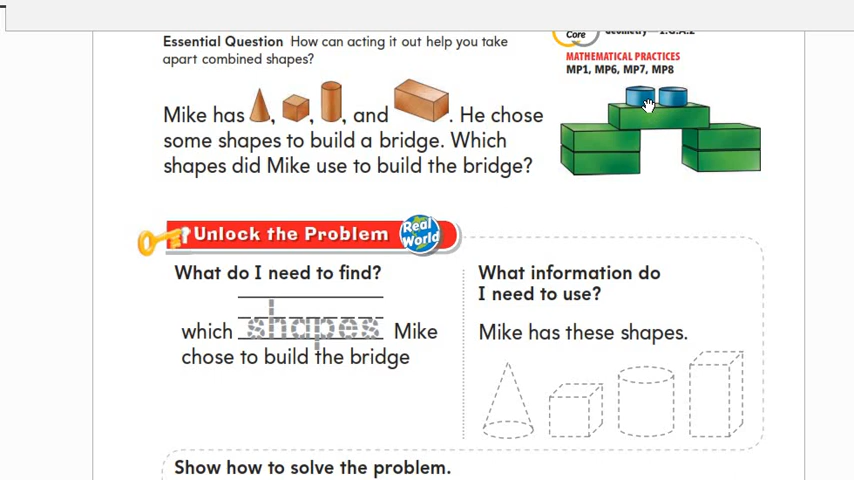 Essential Question How can acting it out help you take
apart combined shapes?
Core
MATHEMATICAL PRACTICES
MP1, MP6, MP7, MP8
Mike has , , , and . He chose
some shapes to build a bridge. Which
shapes did Mike use to build the bridge?
Unlock the Problem
Real
World
What do I need to find?
which shapes Mike
chose to build the bridge
What information do
I need to use?
Mike has these shapes.
Show how to solve the problem.